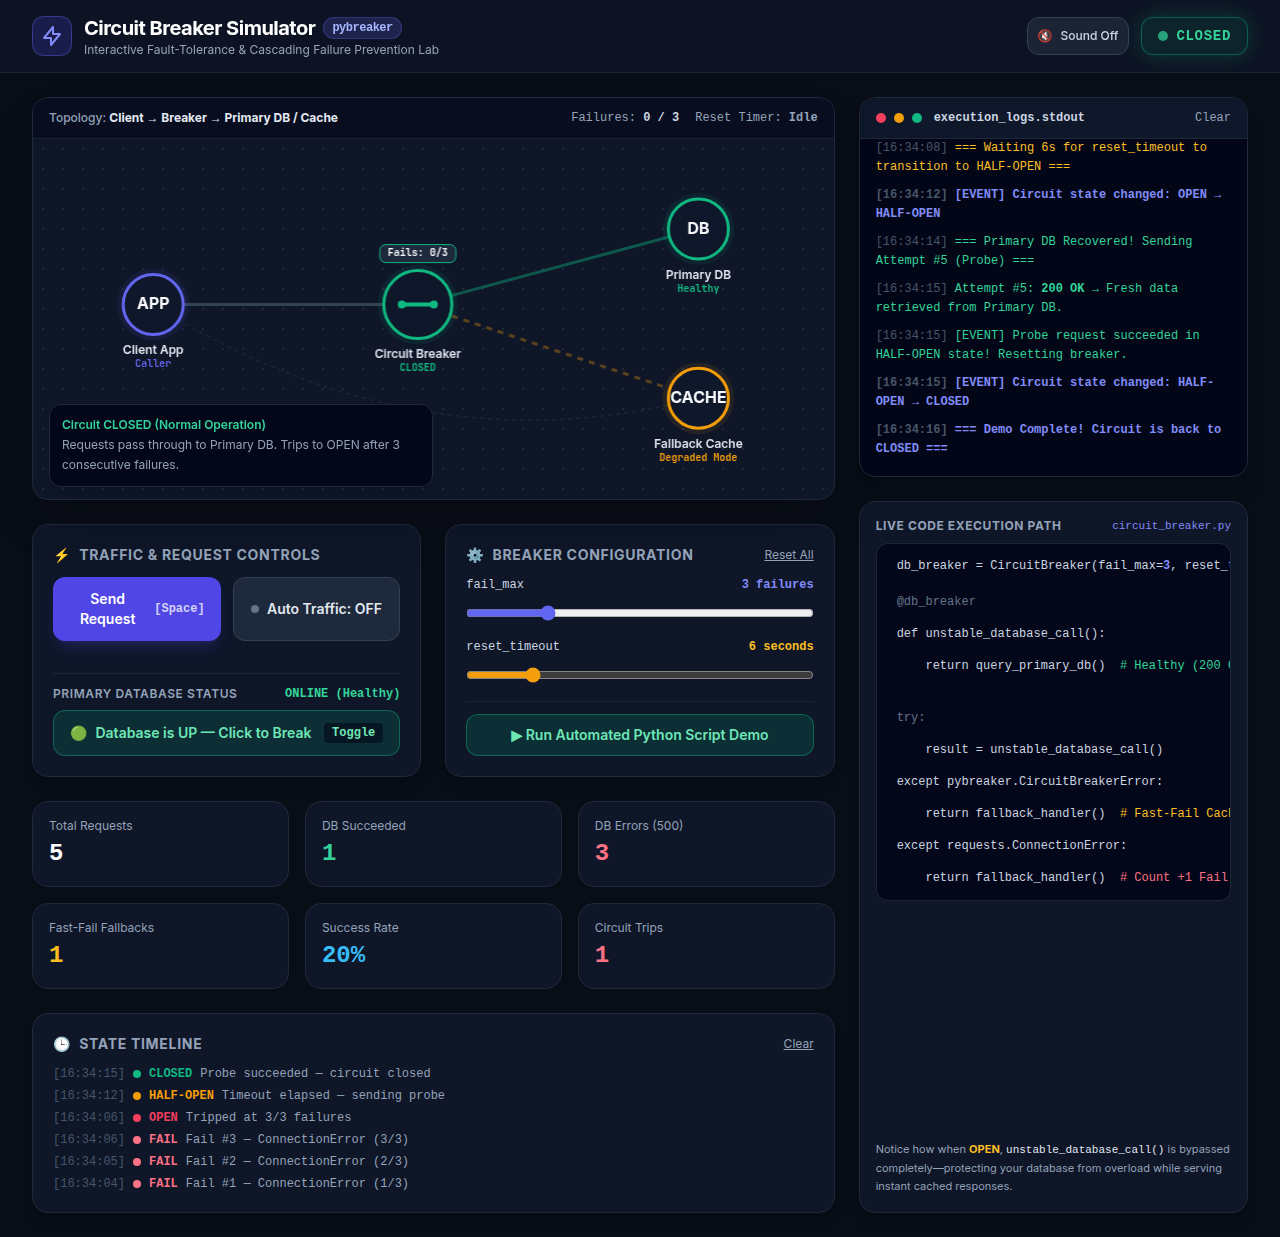 Circuit Breaker Simulator pybreaker
Interactive Fault-Tolerance & Cascading Failure Prevention Lab
Sound Off
CLOSED
Topology: Client → Breaker → Primary DB / Cache
Failures: 0 / 3 Reset Timer: Idle
DB
Primary DB
Healthy
Fails: 0/3
APP
Client App
Caller
Circuit Breaker
CLOSED
CACHE
Fallback Cache
Degraded Mode
Circuit CLOSED (Normal Operation)
Requests pass through to Primary DB. Trips to OPEN after 3
consecutive failures.
execution_logs.stdout
Clear
[16:34:08] === Waiting 6s for reset_timeout to
transition to HALF-OPEN ===
[16:34:12] [EVENT] Circuit state changed: OPEN →
HALF-OPEN
[16:34:14] === Primary DB Recovered! Sending
Attempt #5 (Probe) ===
[16:34:15] Attempt #5: 200 OK → Fresh data
retrieved from Primary DB.
[16:34:15] [EVENT] Probe request succeeded in
HALF-OPEN state! Resetting breaker.
[16:34:15] [EVENT] Circuit state changed: HALF-
OPEN → CLOSED
[16:34:16] === Demo Complete! Circuit is back to
CLOSED ===
TRAFFIC & REQUEST CONTROLS
Send
Request
[Space]
Auto Traffic: OFF
PRIMARY DATABASE STATUS
ONLINE (Healthy)
Database is UP — Click to Break Toggle
BREAKER CONFIGURATION
Reset All
fail_max
3 failures
reset_timeout
6 seconds
▶ Run Automated Python Script Demo
LIVE CODE EXECUTION PATH
circuit_breaker.py
db_breaker = CircuitBreaker(fail_max=3, reset_
@db_breaker
def unstable_database_call():
return query_primary_db() # Healthy (200
try:
result = unstable_database_call()
except pybreaker.CircuitBreakerError:
return fallback_handler() # Fast-Fail Cac
except requests.ConnectionError:
return fallback_handler() # Count +1 Fail
Notice how when OPEN, unstable_database_call() is bypassed
completely—protecting your database from overload while serving
instant cached responses.
Total Requests
5
DB Succeeded
1
DB Errors (500)
3
Fast-Fail Fallbacks
1
Success Rate
20%
Circuit Trips
1
STATE TIMELINE
Clear
[16:34:15] CLOSED Probe succeeded — circuit closed
[16:34:12] HALF-OPEN Timeout elapsed — sending probe
[16:34:06] OPEN Tripped at 3/3 failures
[16:34:06] FAIL Fail #3 — ConnectionError (3/3)
[16:34:05] FAIL Fail #2 — ConnectionError (2/3)
[16:34:04] FAIL Fail #1 — ConnectionError (1/3)